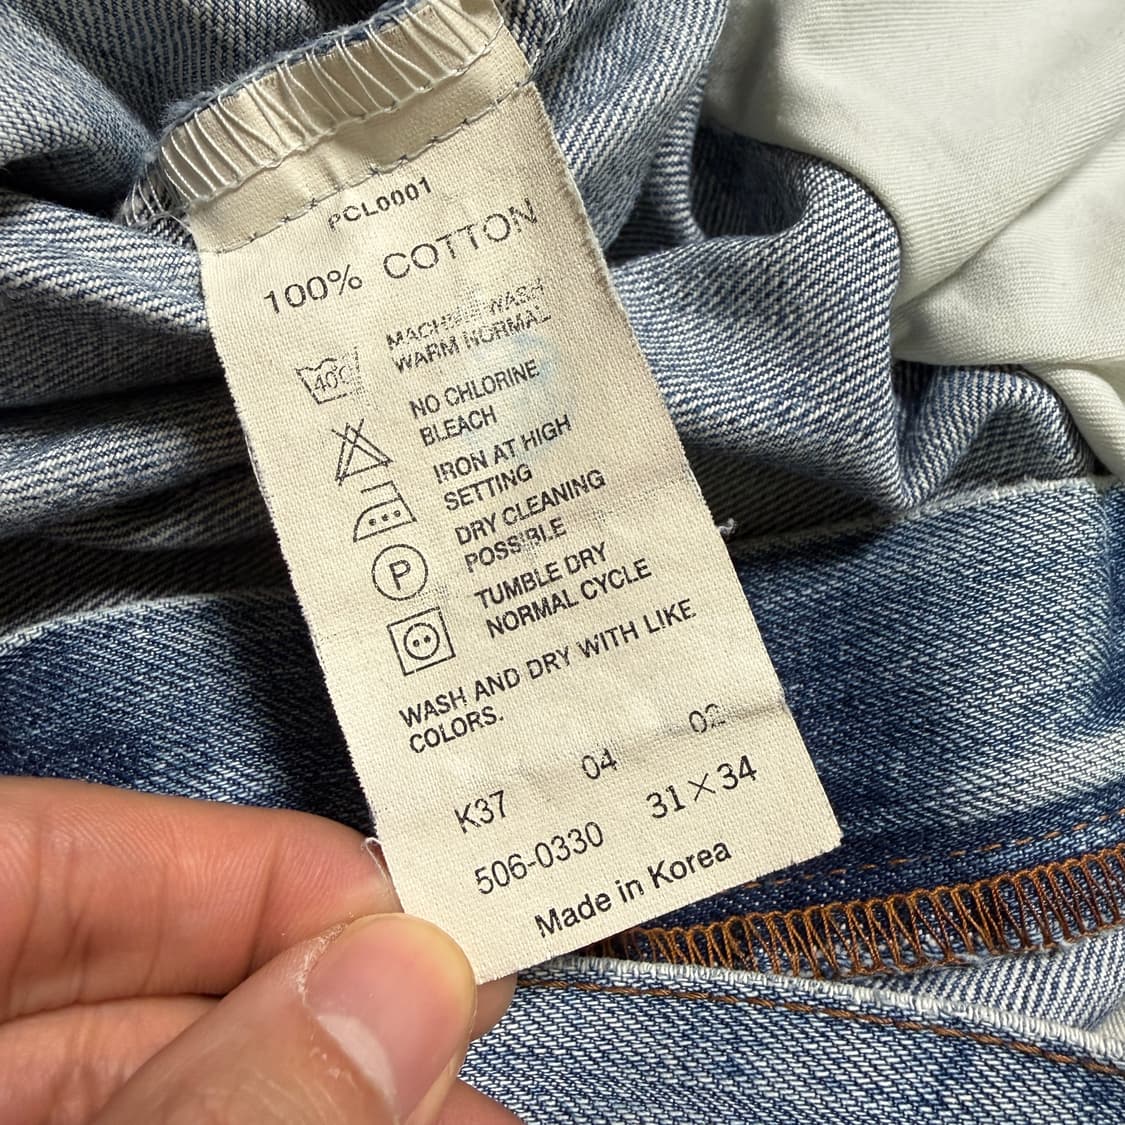 PCL0001
100% COTTON
40C
MACHINE WASH
WARM NORMAL
NO CHLORINE
BLEACH
IRON AT HIGH
SETTING
P
DRY CLEANING
POSSIBLE
TUMBLE DRY
NORMAL CYCLE
WASH AND DRY WITH LIKE
COLORS.
K37 04 02
506-0330 31×34
Made in Korea